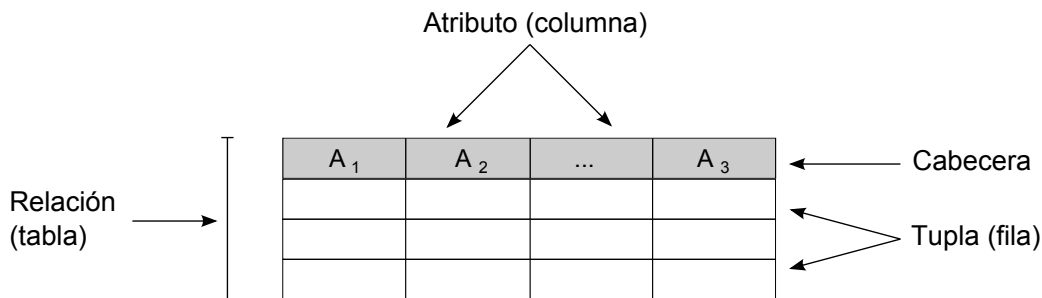 Atributo (columna)
A 1 A 2 ... A 3
Cabecera
Relación
(tabla)
Tupla (fila)